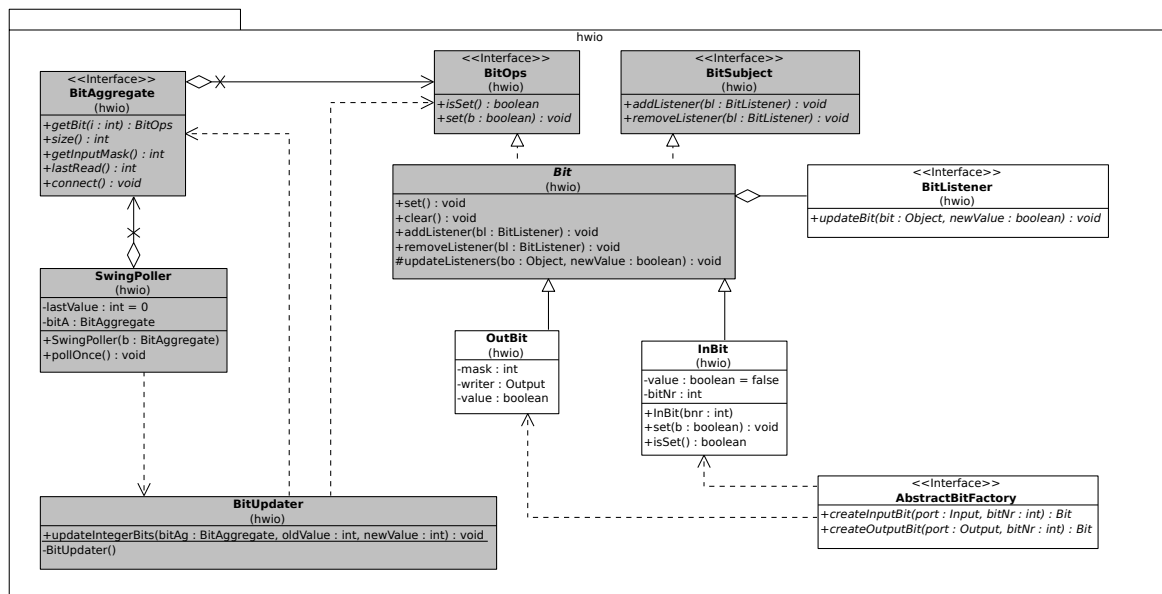 hwio
<<Interface>>
BitAggregate
(hwio)
+getBit(i : int) : BitOps
+size() : int
+getInputMask() : int
+lastRead() : int
+connect() : void
<<Interface>>
BitOps
(hwio)
+isSet() : boolean
+set(b : boolean) : void
<<Interface>>
BitSubject
(hwio)
+addListener(bl : BitListener) : void
+removeListener(bl : BitListener) : void
Bit
(hwio)
+set() : void
+clear() : void
+addListener(bl : BitListener) : void
+removeListener(bl : BitListener) : void
#updateListeners(bo : Object, newValue : boolean) : void
<<Interface>>
BitListener
(hwio)
+updateBit(bit : Object, newValue : boolean) : void
SwingPoller
(hwio)
-lastValue : int = 0
-bitA : BitAggregate
+SwingPoller(b : BitAggregate)
+pollOnce() : void
OutBit
(hwio)
-mask : int
-writer : Output
-value : boolean
InBit
(hwio)
-value : boolean = false
-bitNr : int
+InBit(bnr : int)
+set(b : boolean) : void
+isSet() : boolean
<<Interface>>
AbstractBitFactory
+createInputBit(port : Input, bitNr : int) : Bit
+createOutputBit(port : Output, bitNr : int) : Bit
BitUpdater
(hwio)
+updateIntegerBits(bitAg : BitAggregate, oldValue : int, newValue : int) : void
-BitUpdater()